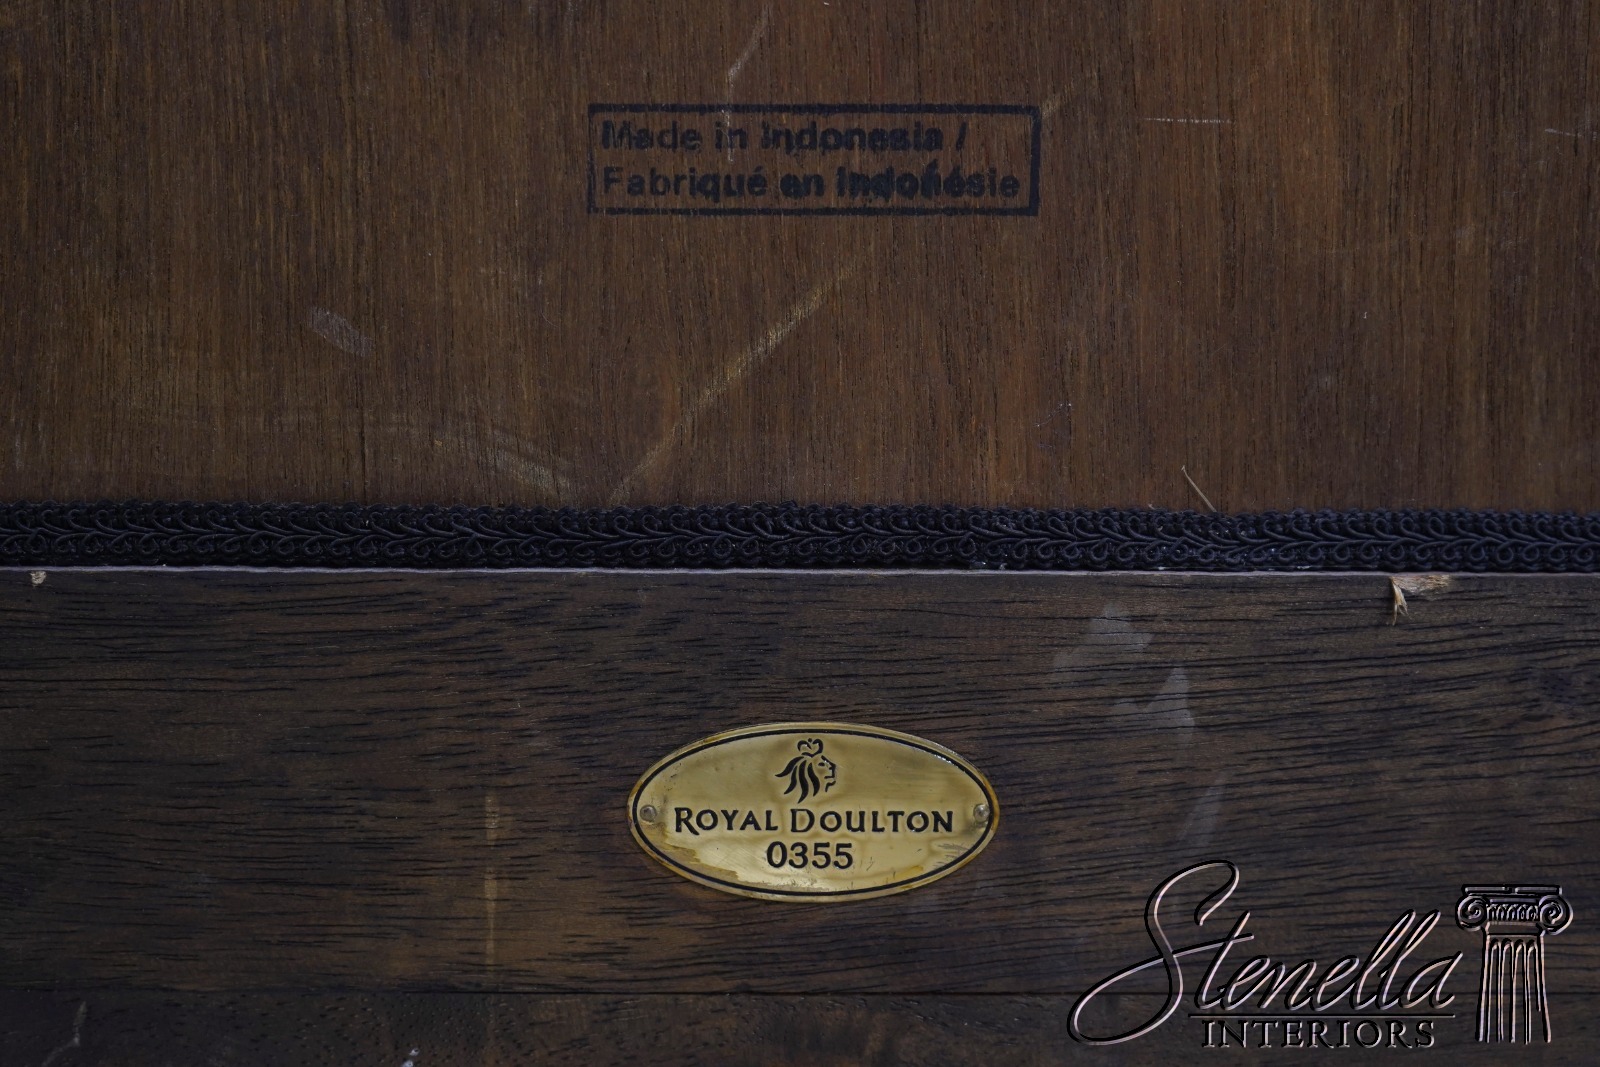 Made in Indonesia /
Fabriqué en Indonésie
ROYAL DOULTON
0355
Stenella
INTERIORS